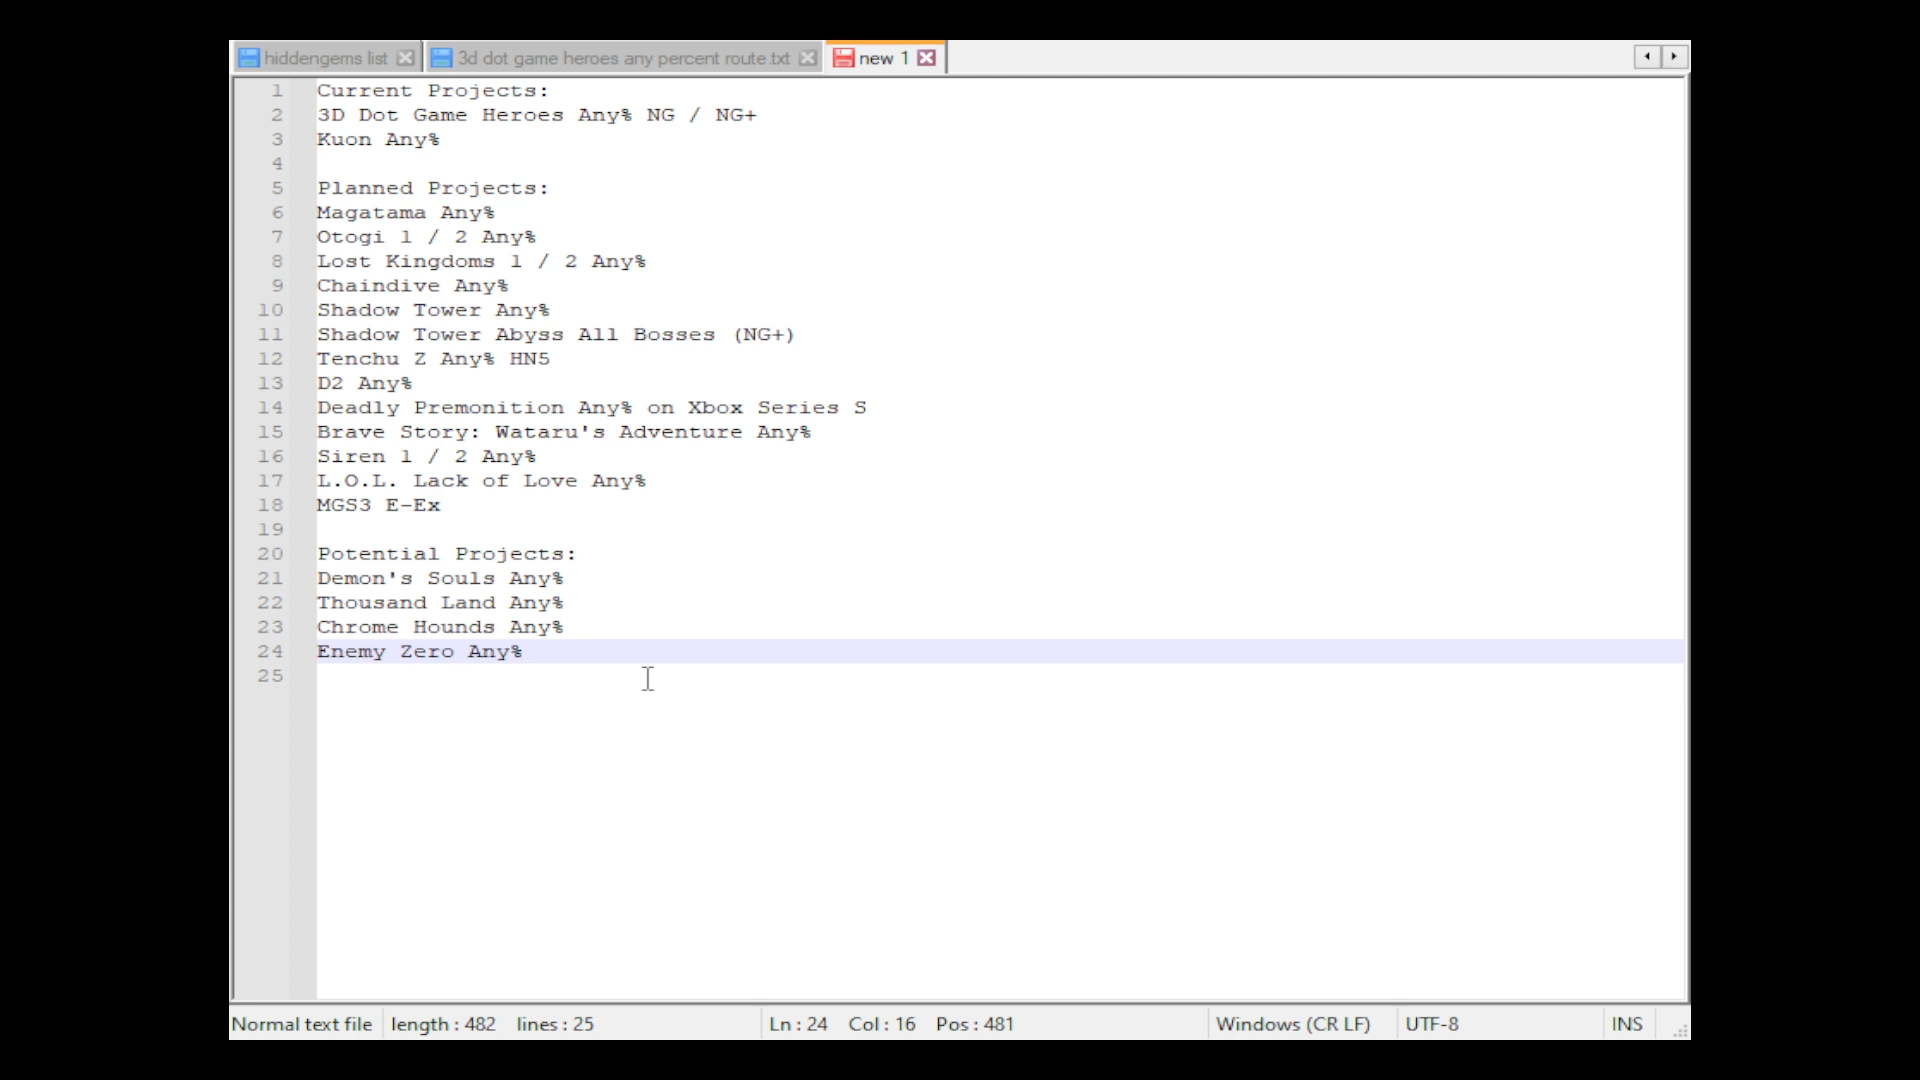 hiddengems list
3d dot game heroes any percent route.txt
new 1
1 Current Projects:
2 3D Dot Game Heroes Any% NG / NG+
3 Kuon Any%
4
5 Planned Projects:
6 Magatama Any%
7 Otogi 1 / 2 Any%
8 Lost Kingdoms 1 / 2 Any%
9 Chaindive Any%
10 Shadow Tower Any%
11 Shadow Tower Abyss All Bosses (NG+)
12 Tenchu Z Any% HN5
13 D2 Any%
14 Deadly Premonition Any% on Xbox Series S
15 Brave Story: Wataru's Adventure Any%
16 Siren 1 / 2 Any%
17 L.O.L. Lack of Love Any%
18 MGS3 E-Ex
19
20 Potential Projects:
21 Demon's Souls Any%
22 Thousand Land Any%
23 Chrome Hounds Any%
24 Enemy Zero Any%
25
Normal text file length : 482 lines : 25 Ln : 24 Col : 16 Pos : 481 Windows (CR LF) UTF-8 INS